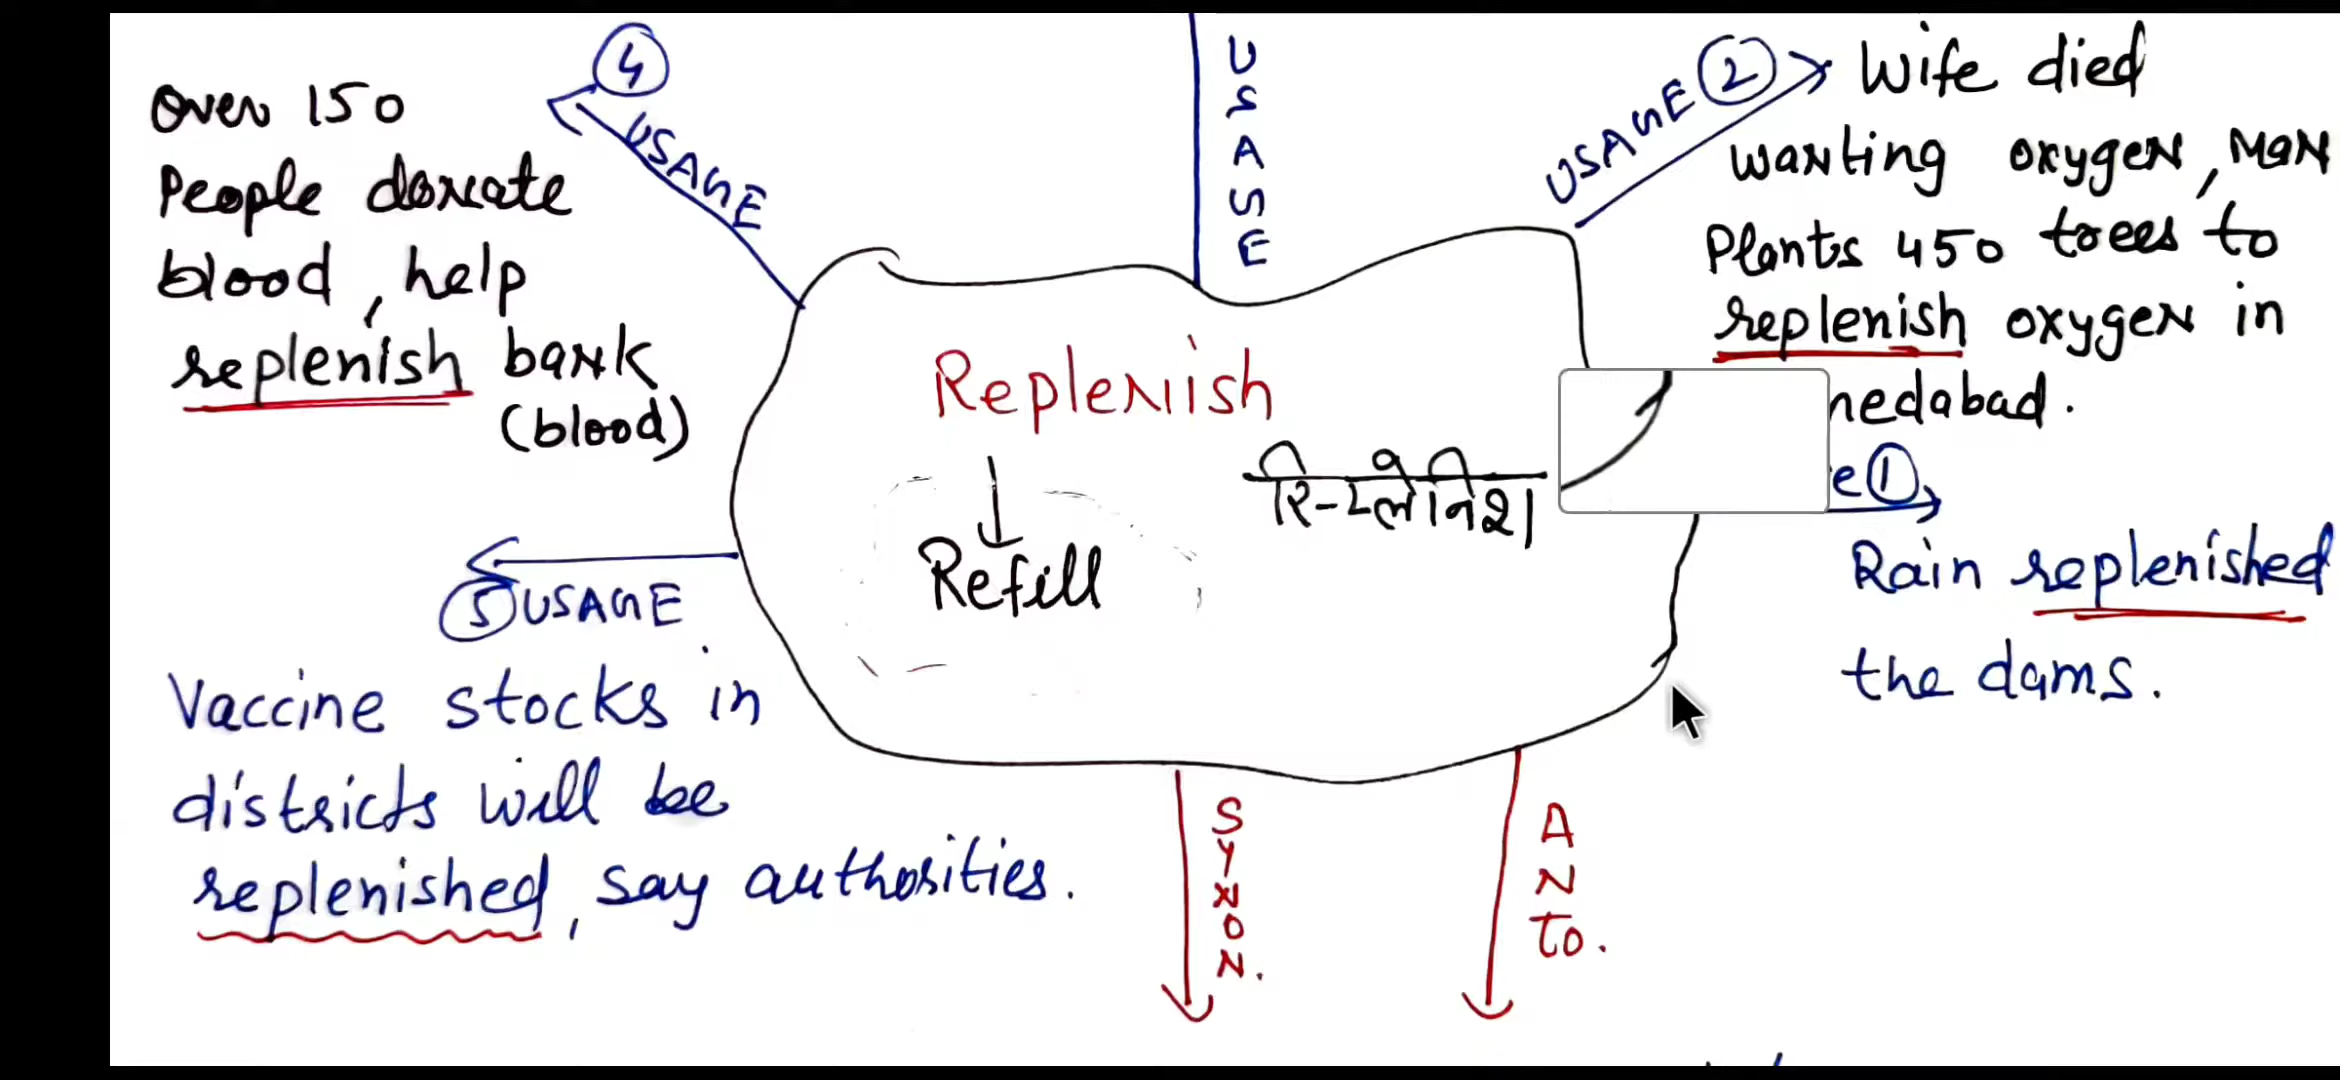 Over 150
People donate
blood, help
replenish bank
(blood)
4
USAGE
USAGE
USAGE 2
Wife died
wanting oxygen, Man
Plants 450 trees to
replenish oxygen in
nedabad.
e 1
Rain replenished
the dams.
Replenish
रि-प्लेनिश
Refill
5 USAGE
Vaccine stocks in
districts will be
replenished, say authorities.
SYNON.
ANTO.